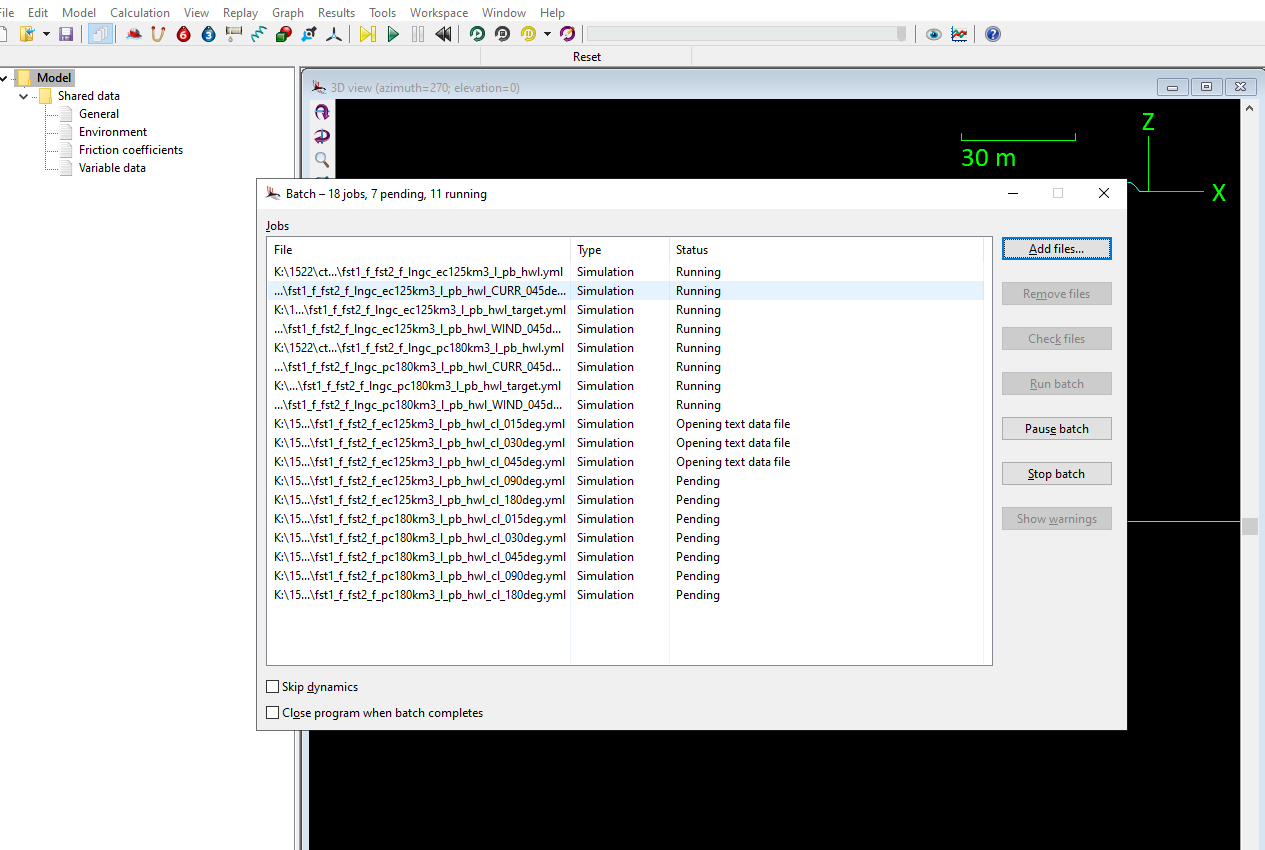 File Edit Model Calculation View Replay Graph Results Tools Workspace Window Help
6 3 ?
Reset
Model
Shared data
General
Environment
Friction coefficients
Variable data
3D view (azimuth=270; elevation=0)
30 m
Z
X
Batch – 18 jobs, 7 pending, 11 running
Jobs
File Type Status
K:\1522\ct...\fst1_f_fst2_f_lngc_ec125km3_l_pb_hwl.yml Simulation Running
...\fst1_f_fst2_f_lngc_ec125km3_l_pb_hwl_CURR_045de... Simulation Running
K:\1...\fst1_f_fst2_f_lngc_ec125km3_l_pb_hwl_target.yml Simulation Running
...\fst1_f_fst2_f_lngc_ec125km3_l_pb_hwl_WIND_045d... Simulation Running
K:\1522\ct...\fst1_f_fst2_f_lngc_pc180km3_l_pb_hwl.yml Simulation Running
...\fst1_f_fst2_f_lngc_pc180km3_l_pb_hwl_CURR_045d... Simulation Running
K:\...\fst1_f_fst2_f_lngc_pc180km3_l_pb_hwl_target.yml Simulation Running
...\fst1_f_fst2_f_lngc_pc180km3_l_pb_hwl_WIND_045d... Simulation Running
K:\15...\fst1_f_fst2_f_ec125km3_l_pb_hwl_cl_015deg.yml Simulation Opening text data file
K:\15...\fst1_f_fst2_f_ec125km3_l_pb_hwl_cl_030deg.yml Simulation Opening text data file
K:\15...\fst1_f_fst2_f_ec125km3_l_pb_hwl_cl_045deg.yml Simulation Opening text data file
K:\15...\fst1_f_fst2_f_ec125km3_l_pb_hwl_cl_090deg.yml Simulation Pending
K:\15...\fst1_f_fst2_f_ec125km3_l_pb_hwl_cl_180deg.yml Simulation Pending
K:\15...\fst1_f_fst2_f_pc180km3_l_pb_hwl_cl_015deg.yml Simulation Pending
K:\15...\fst1_f_fst2_f_pc180km3_l_pb_hwl_cl_030deg.yml Simulation Pending
K:\15...\fst1_f_fst2_f_pc180km3_l_pb_hwl_cl_045deg.yml Simulation Pending
K:\15...\fst1_f_fst2_f_pc180km3_l_pb_hwl_cl_090deg.yml Simulation Pending
K:\15...\fst1_f_fst2_f_pc180km3_l_pb_hwl_cl_180deg.yml Simulation Pending
Add files...
Remove files
Check files
Run batch
Pause batch
Stop batch
Show warnings
Skip dynamics
Close program when batch completes